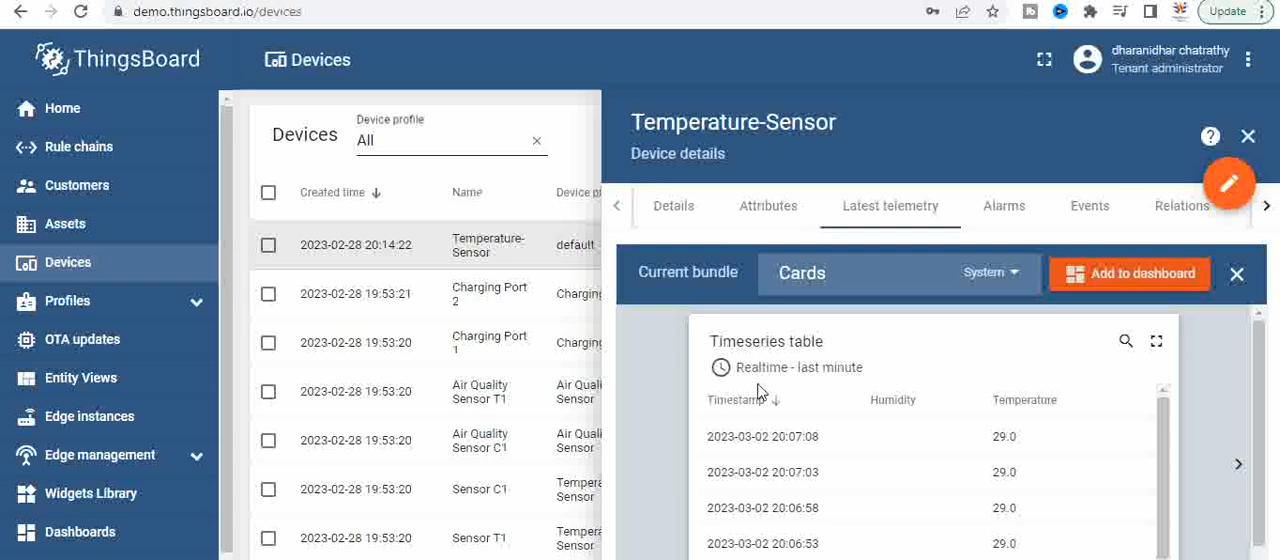 demo.thingsboard.io/devices
Update
ThingsBoard
Devices
dharanidhar chatrathy
Tenant administrator
Home
Rule chains
Customers
Assets
Devices
Profiles
OTA updates
Entity Views
Edge instances
Edge management
Widgets Library
Dashboards
Devices
Device profile
All
Created time
Name
Device p
2023-02-28 20:14:22
Temperature-
Sensor
default
2023-02-28 19:53:21
Charging Port
2
Charging
2023-02-28 19:53:20
Charging Port
1
Charging
2023-02-28 19:53:20
Air Quality
Sensor T1
Air Quali
Sensor
2023-02-28 19:53:20
Air Quality
Sensor C1
Air Quali
Sensor
2023-02-28 19:53:20
Sensor C1
Tempera
Sensor
2023-02-28 19:53:20
Sensor T1
Tempera
Sensor
Temperature-Sensor
Device details
Details
Attributes
Latest telemetry
Alarms
Events
Relations
Current bundle
Cards
System
Add to dashboard
Timeseries table
Realtime - last minute
Timestamp
Humidity
Temperature
2023-03-02 20:07:08
29.0
2023-03-02 20:07:03
29.0
2023-03-02 20:06:58
29.0
2023-03-02 20:06:53
29.0